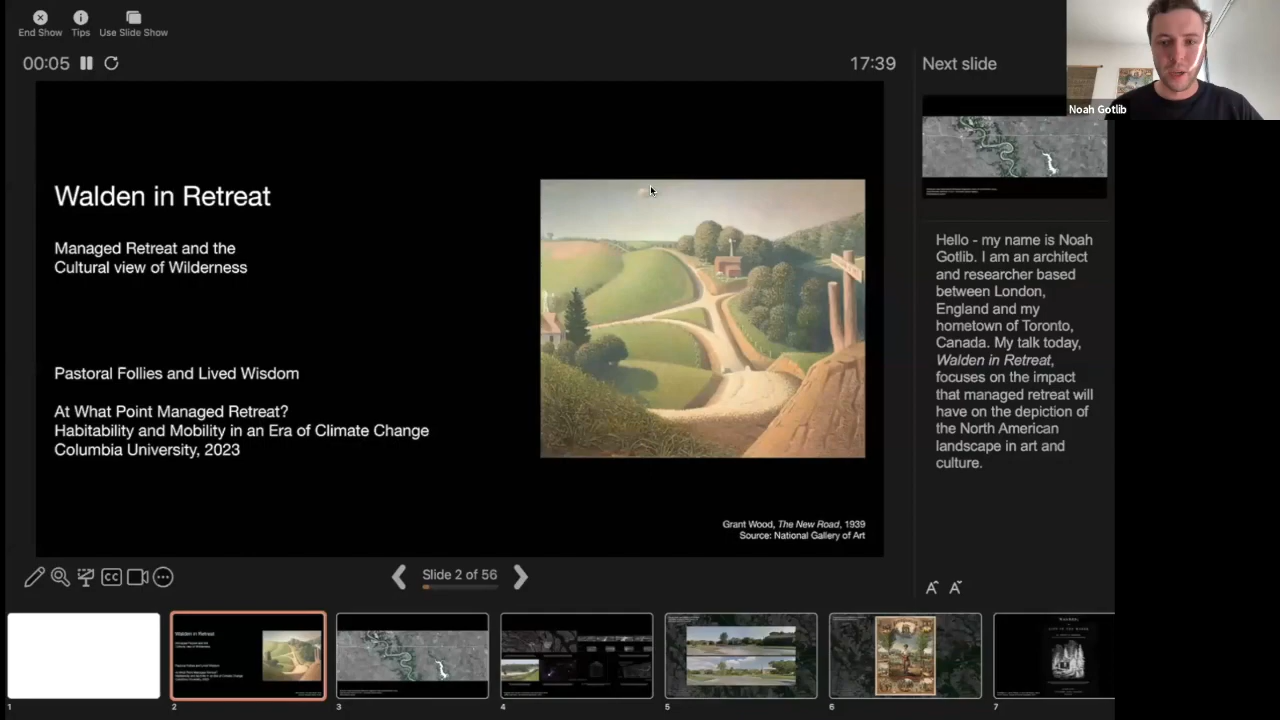 End Show
Tips
Use Slide Show
00:05
17:39
Next slide
Noah Gotlib
Walden in Retreat
Managed Retreat and the
Cultural view of Wilderness
Pastoral Follies and Lived Wisdom
At What Point Managed Retreat?
Habitability and Mobility in an Era of Climate Change
Columbia University, 2023
Grant Wood, The New Road, 1939
Source: National Gallery of Art
Hello - my name is Noah
Gotlib. I am an architect
and researcher based
between London,
England and my
hometown of Toronto,
Canada. My talk today,
Walden in Retreat,
focuses on the impact
that managed retreat will
have on the depiction of
the North American
landscape in art and
culture.
CC
Slide 2 of 56
A A
Walden in Retreat
1
2
3
4
5
6
7